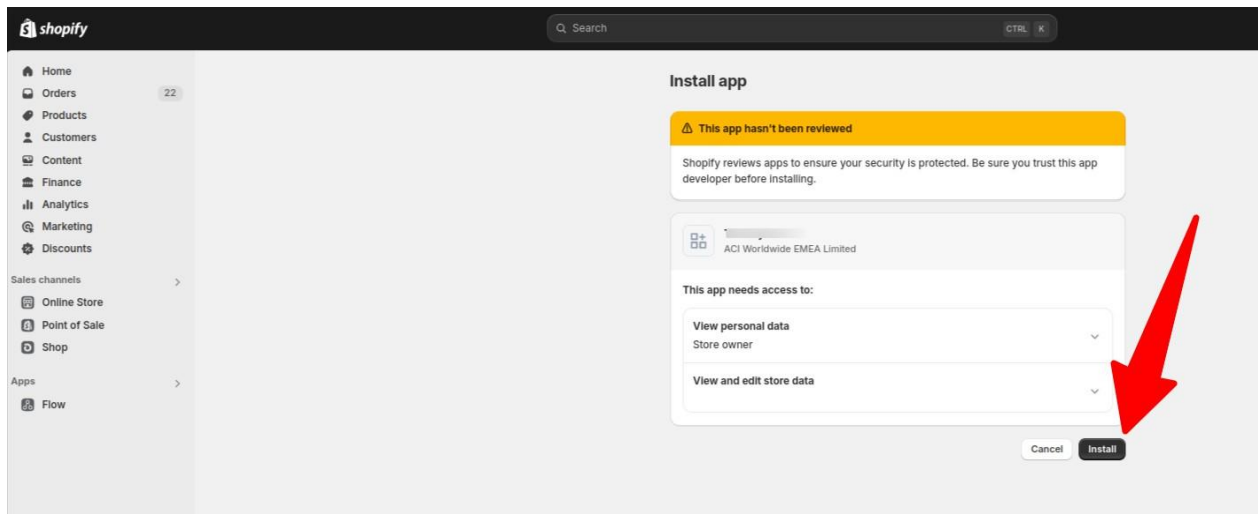 shopify
Search
CTRL K
Home
Orders 22
Products
Customers
Content
Finance
Analytics
Marketing
Discounts
Sales channels
Online Store
Point of Sale
Shop
Apps
Flow
Install app
This app hasn't been reviewed
Shopify reviews apps to ensure your security is protected. Be sure you trust this app
developer before installing.
ACI Worldwide EMEA Limited
This app needs access to:
View personal data
Store owner
View and edit store data
Cancel Install